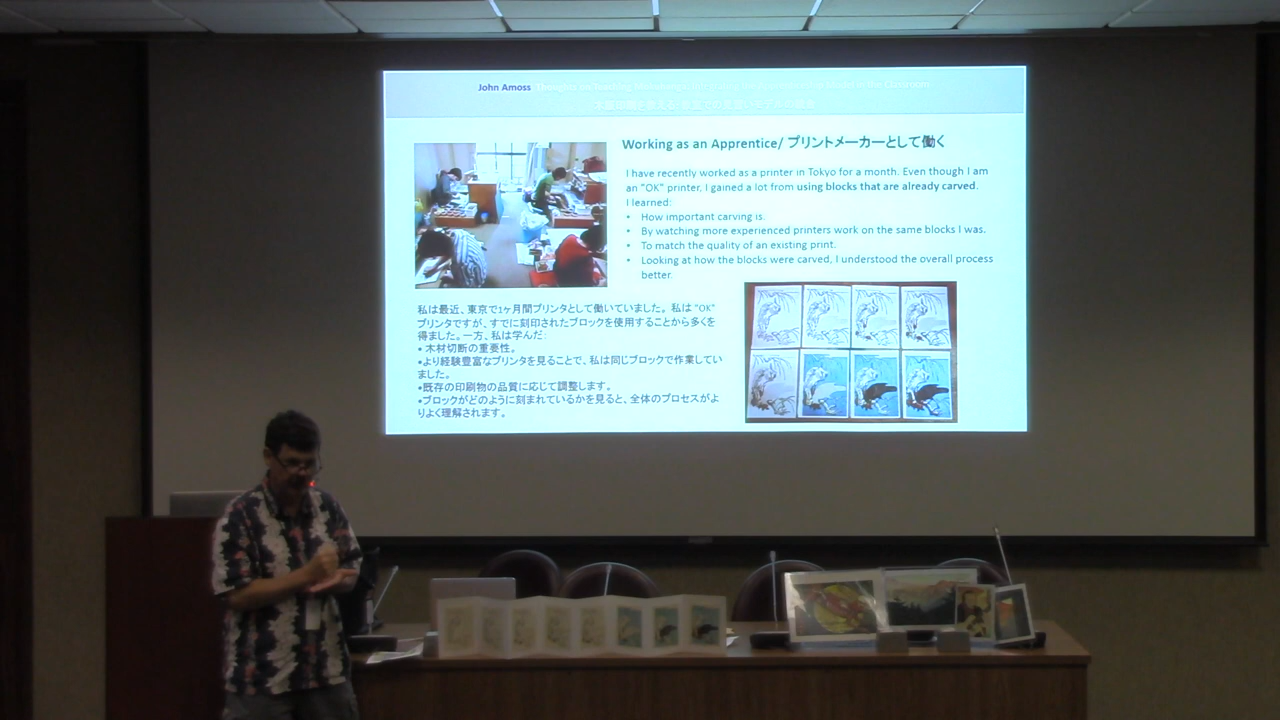 John Amoss Thoughts on Teaching
Working as an Apprentice/ プリントメーカーとして働く
I have recently worked as a printer in Tokyo for a month. Even though I am
an "OK" printer, I gained a lot from using blocks that are already carved.
I learned:
• How important carving is.
• By watching more experienced printers work on the same blocks I was.
• To match the quality of an existing print.
• Looking at how the blocks were carved, I understood the overall process
better.
私は最近、東京で1ヶ月間プリンタとして働いていました。私は "OK"
プリンタですが、すでに刻印されたブロックを使用することから多くを
得ました。一方、私は学んだ:
• 木材切断の重要性。
•より経験豊富なプリンタを見ることで、私は同じブロックで作業してい
ました。
•既存の印刷物の品質に応じて調整します。
•ブロックがどのように刻まれているかを見ると、全体のプロセスがよ
りよく理解されます。